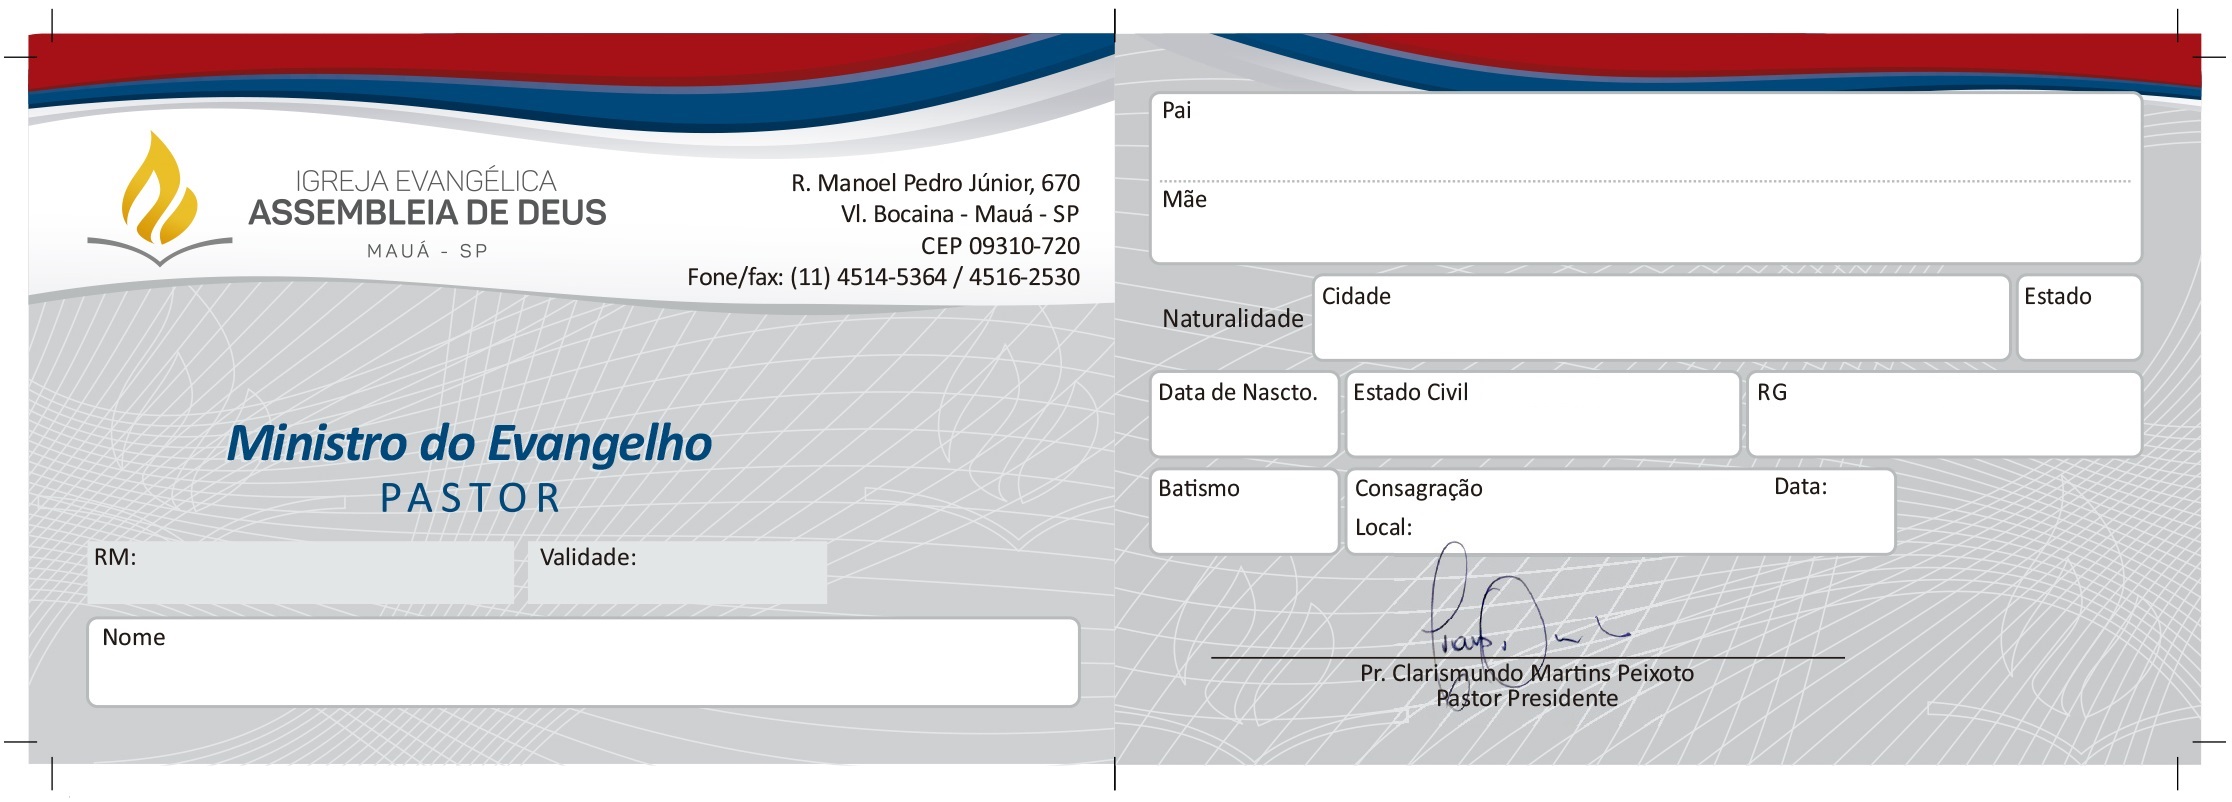 IGREJA EVANGÉLICA
ASSEMBLEIA DE DEUS
MAUÁ - SP
R. Manoel Pedro Júnior, 670
Vl. Bocaina - Mauá - SP
CEP 09310-720
Fone/fax: (11) 4514-5364 / 4516-2530
Ministro do Evangelho
PASTOR
RM:
Validade:
Nome
Pai
Mãe
Naturalidade
Cidade
Estado
Data de Nascto.
Estado Civil
RG
Batismo
Consagração
Data:
Local:
Pr. Clarismundo Martins Peixoto
Pastor Presidente